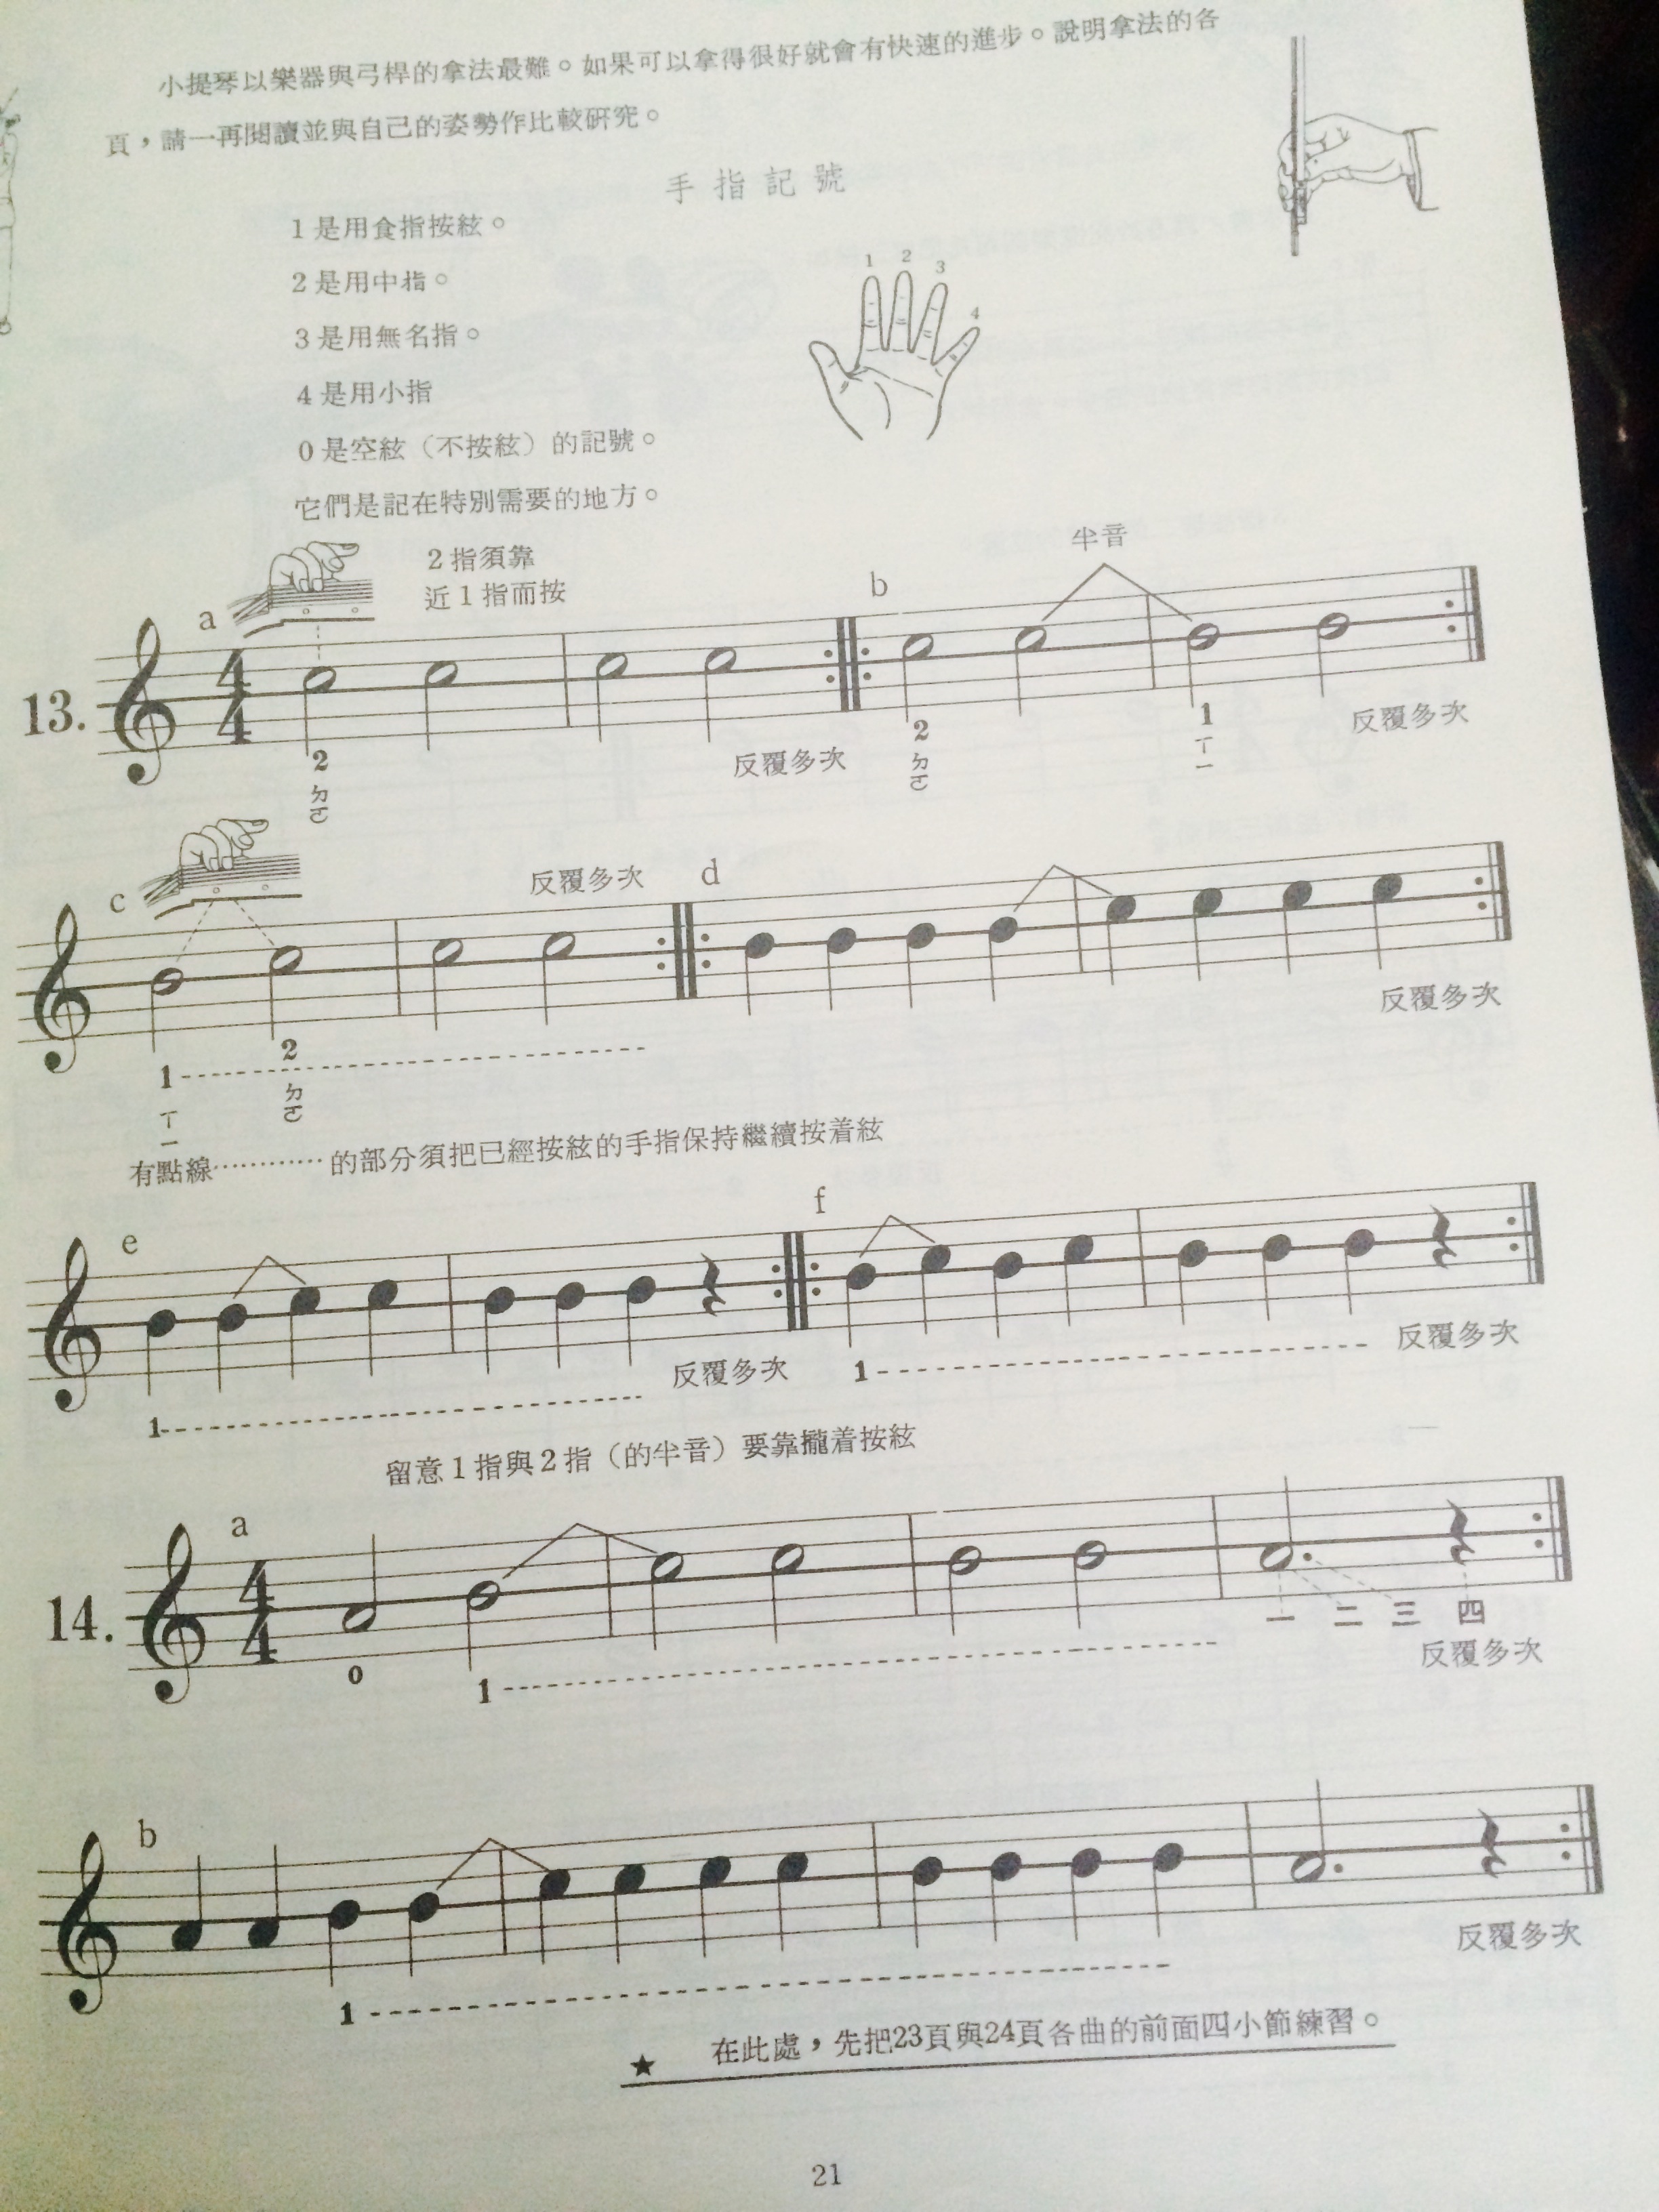 小提琴以樂器與弓桿的拿法最難。如果可以拿得很好就會有快速的進步。說明拿法的各
頁，請一再閱讀並與自己的姿勢作比較研究。
手指記號
1是用食指按絃。
2是用中指。
3是用無名指。
4是用小指
0是空絃（不按絃）的記號。
它們是記在特別需要的地方。
1 2 3 4
2指須靠
近1指而按
半音
a
b
13.
4
4
2
ㄉㄛ
反覆多次
2
ㄉㄛ
1
ㄒㄧ
反覆多次
c
反覆多次
d
1
ㄒㄧ
2
ㄉㄛ
反覆多次
有點線…………的部分須把已經按絃的手指保持繼續按着絃
e
f
1
反覆多次
1
反覆多次
留意1指與2指（的半音）要靠攏着按絃
a
14.
4
4
0
1
一 二 三 四
反覆多次
b
1
反覆多次
★ 在此處，先把23頁與24頁各曲的前面四小節練習。
21